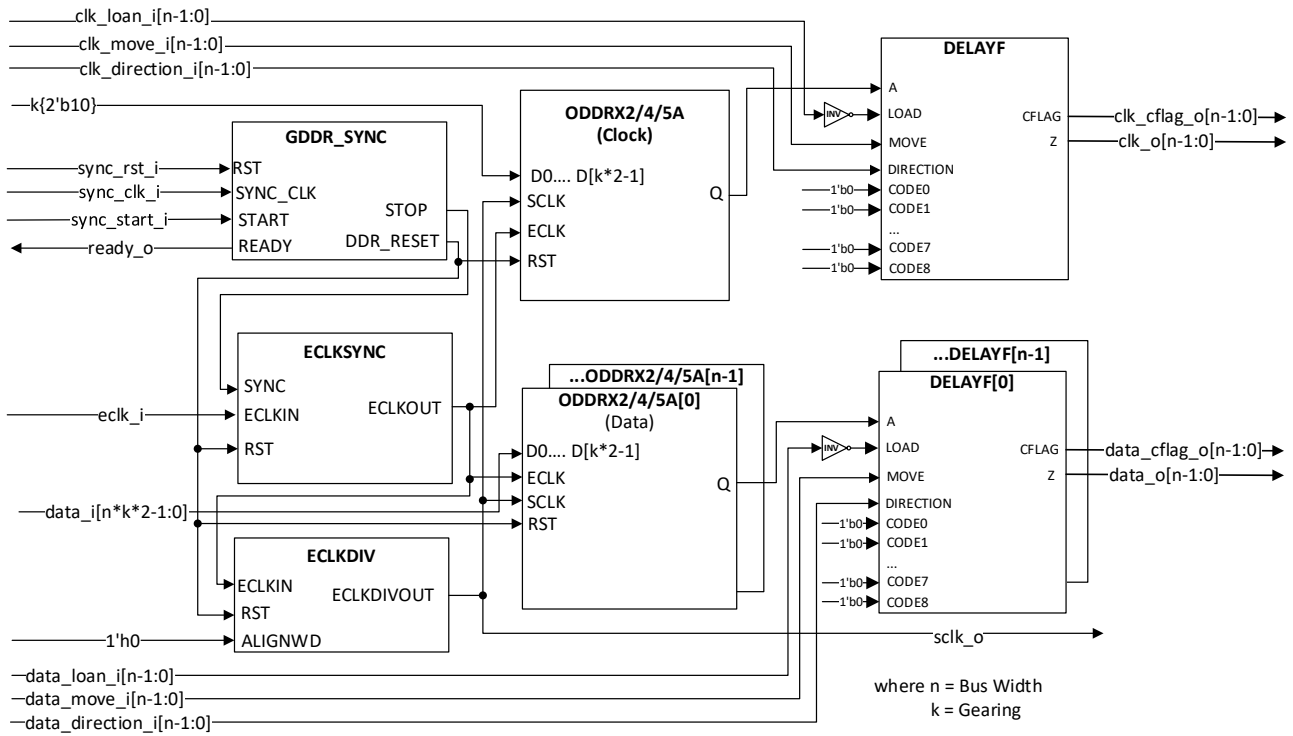 clk_loan_i[n-1:0]
clk_move_i[n-1:0]
clk_direction_i[n-1:0]
k{2'b10}
GDDR_SYNC
sync_rst_i
RST
sync_clk_i
SYNC_CLK
sync_start_i
START
ready_o
READY
STOP
DDR_RESET
ODDRX2/4/5A
(Clock)
D0.... D[k*2-1]
SCLK
ECLK
RST
Q
DELAYF
A
INV
LOAD
MOVE
DIRECTION
1'b0 CODE0
1'b0 CODE1
...
1'b0 CODE7
1'b0 CODE8
CFLAG
Z
clk_cflag_o[n-1:0]
clk_o[n-1:0]
ECLKSYNC
SYNC
eclk_i
ECLKIN
RST
ECLKOUT
data_i[n*k*2-1:0]
...ODDRX2/4/5A[n-1]
ODDRX2/4/5A[0]
(Data)
D0.... D[k*2-1]
ECLK
SCLK
RST
Q
...DELAYF[n-1]
DELAYF[0]
A
INV
LOAD
MOVE
DIRECTION
1'b0 CODE0
1'b0 CODE1
...
1'b0 CODE7
1'b0 CODE8
CFLAG
Z
data_cflag_o[n-1:0]
data_o[n-1:0]
ECLKDIV
ECLKIN
RST
1'h0
ALIGNWD
ECLKDIVOUT
sclk_o
data_loan_i[n-1:0]
data_move_i[n-1:0]
data_direction_i[n-1:0]
where n = Bus Width
k = Gearing